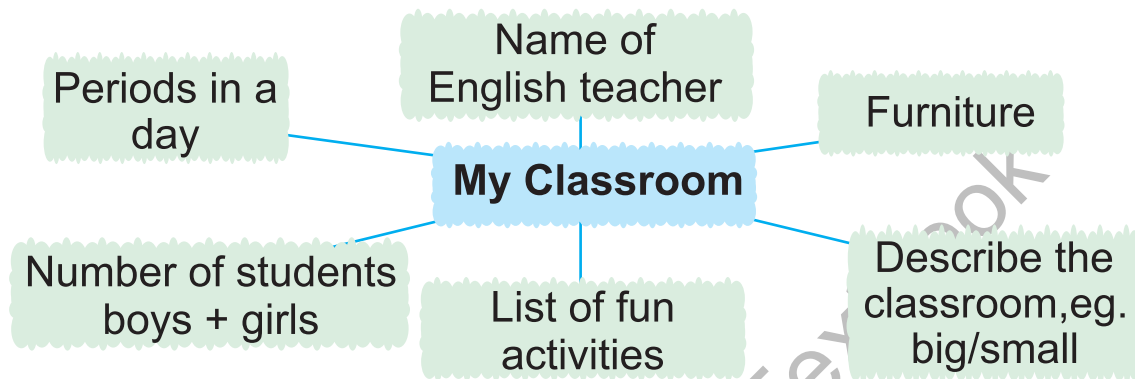 Name of
English teacher
Periods in a
day
Furniture
My Classroom
Number of students
boys + girls
List of fun
activities
Describe the
classroom,eg.
big/small